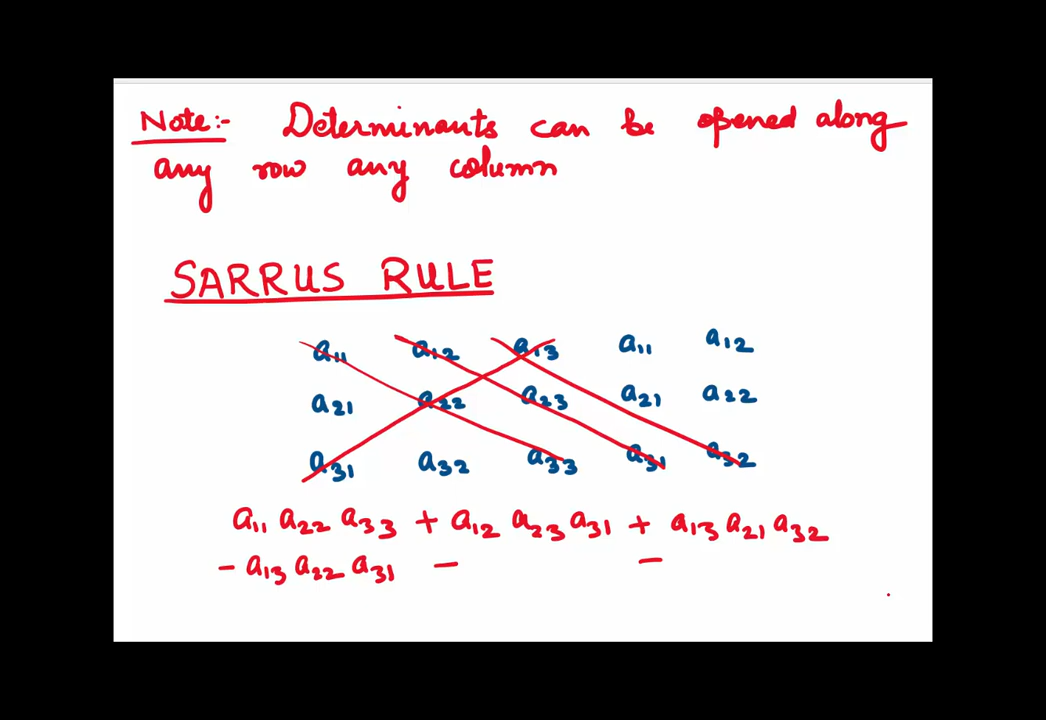 Note:- Determinants can be opened along
any row any column
SARRUS RULE
a11 a12 a13 a11 a12
a21 a22 a23 a21 a22
a31 a32 a33 a31 a32
a11 a22 a33 + a12 a23 a31 + a13 a21 a32
- a13 a22 a31 - -